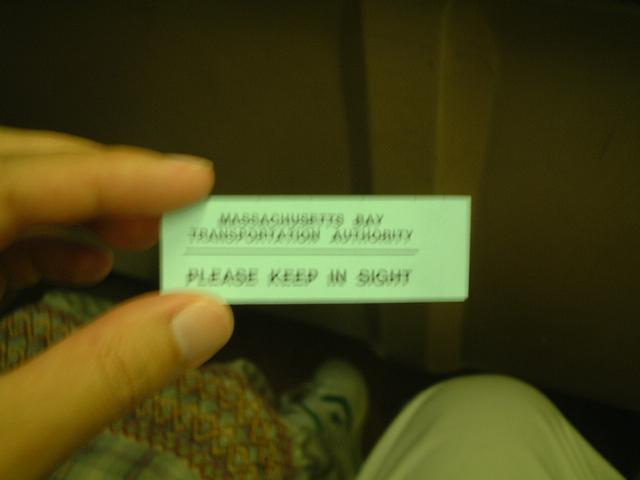 MASSACHUSETTS BAY
TRANSPORTATION AUTHORITY
PLEASE KEEP IN SIGHT